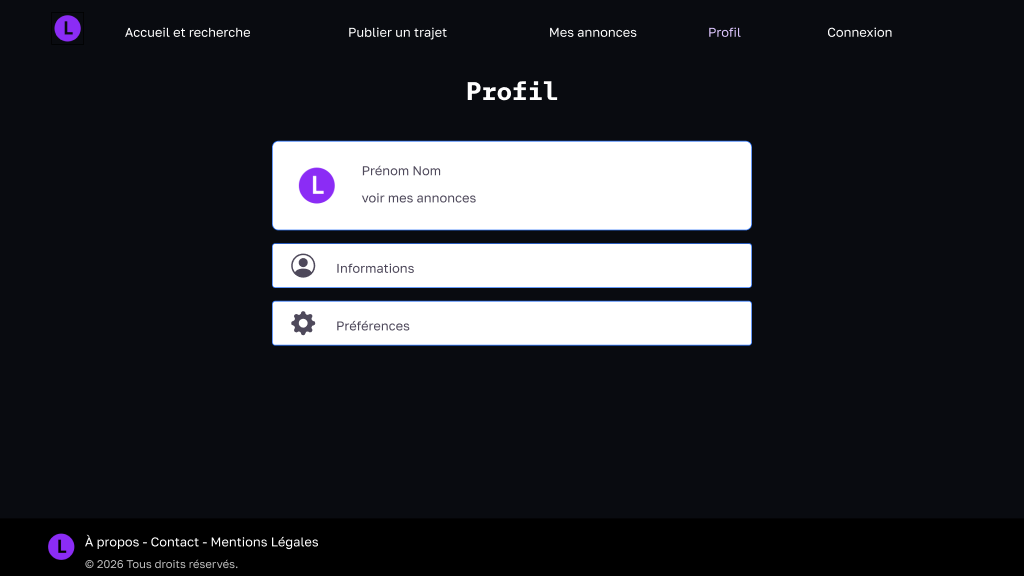 L
Accueil et recherche
Publier un trajet
Mes annonces
Profil
Connexion
Profil
L
Prénom Nom
voir mes annonces
Informations
Préférences
L
À propos - Contact - Mentions Légales
© 2026 Tous droits réservés.